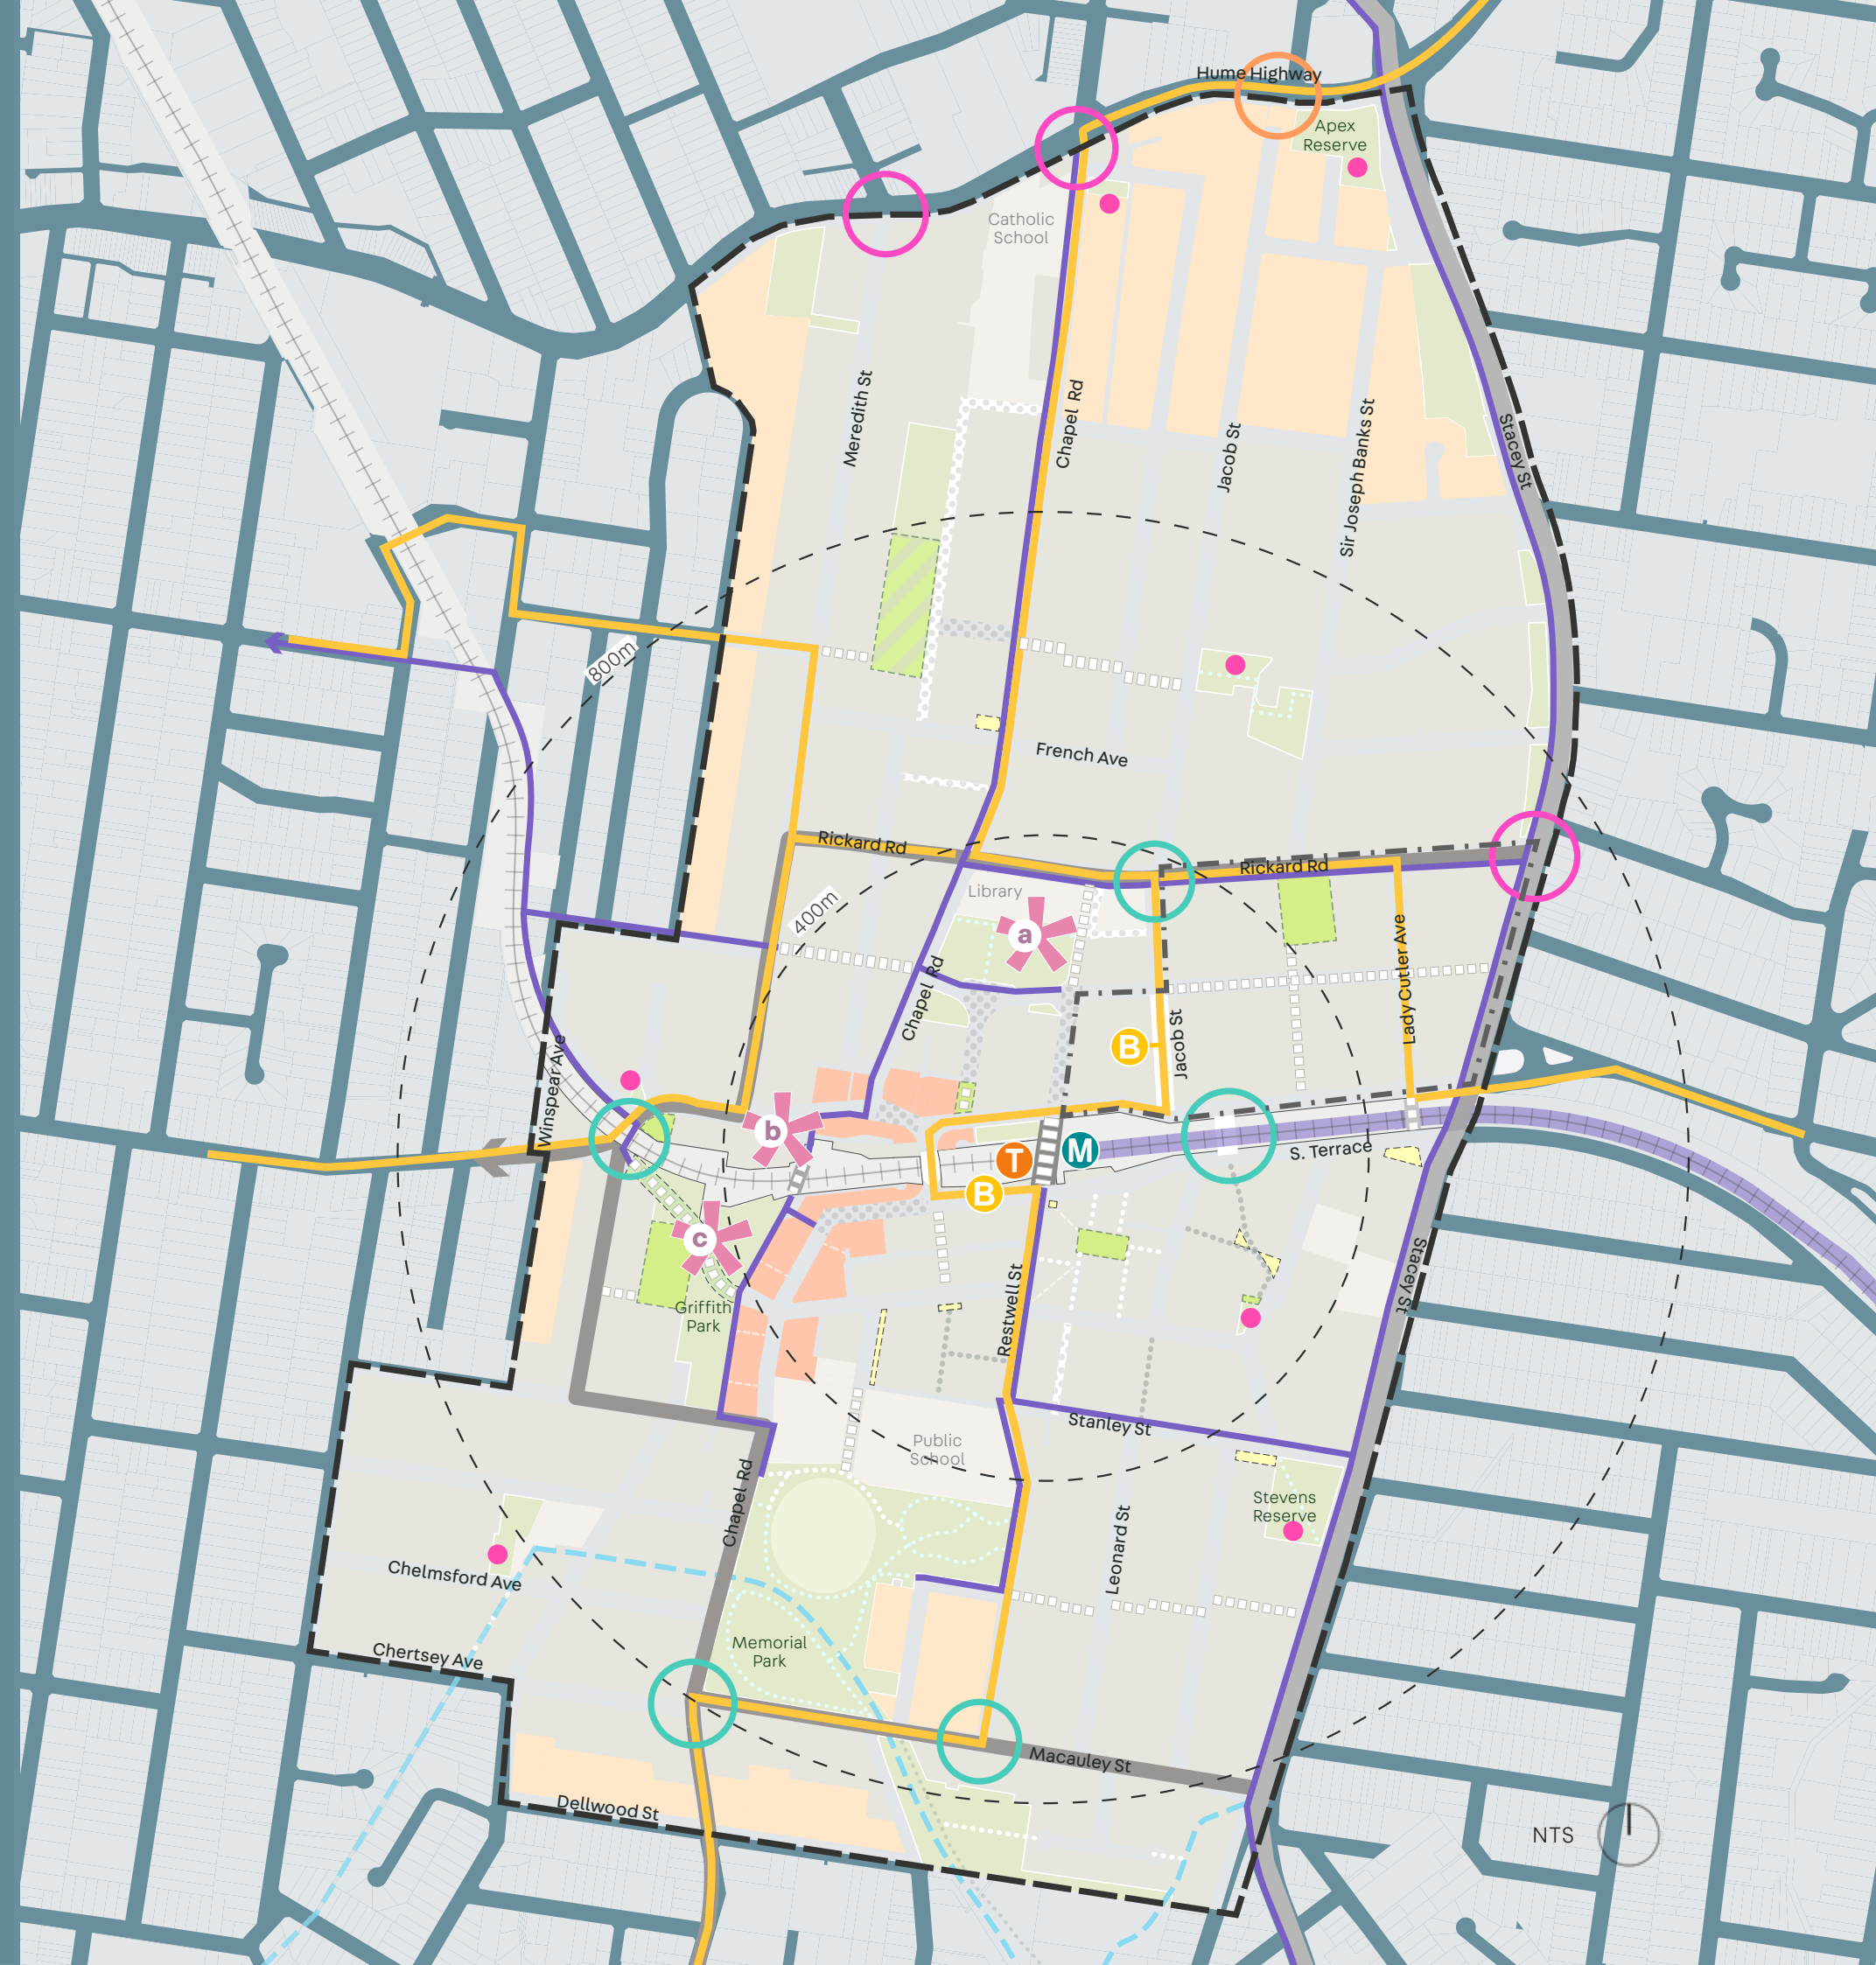 Hume Highway
Apex
Reserve
Catholic
School
Meredith St
Chapel Rd
Jacob St
Sir Joseph Banks St
Stacey St
800m
French Ave
Rickard Rd
Rickard Rd
Library
400m
a
Chapel Rd
Lady Cutler Ave
Jacob St
B
Winspear Ave
b
T
M
S. Terrace
B
c
Griffith
Park
Restwell St
Stacey St
Stanley St
Public
School
Chapel Rd
Stevens
Reserve
Leonard St
Chelmsford Ave
Chertsey Ave
Memorial
Park
Macauley St
Dellwood St
NTS